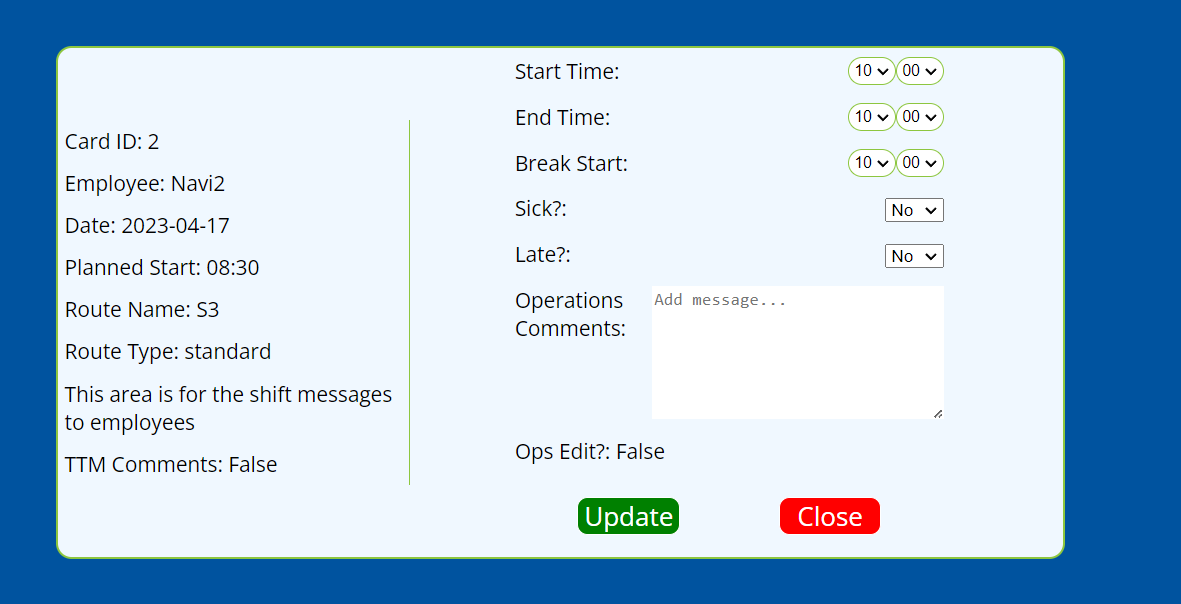 Card ID: 2
Employee: Navi2
Date: 2023-04-17
Planned Start: 08:30
Route Name: S3
Route Type: standard
This area is for the shift messages
to employees
TTM Comments: False
Start Time: 10 00
End Time: 10 00
Break Start: 10 00
Sick?: No
Late?: No
Operations
Comments:
Add message...
Ops Edit?: False
Update Close